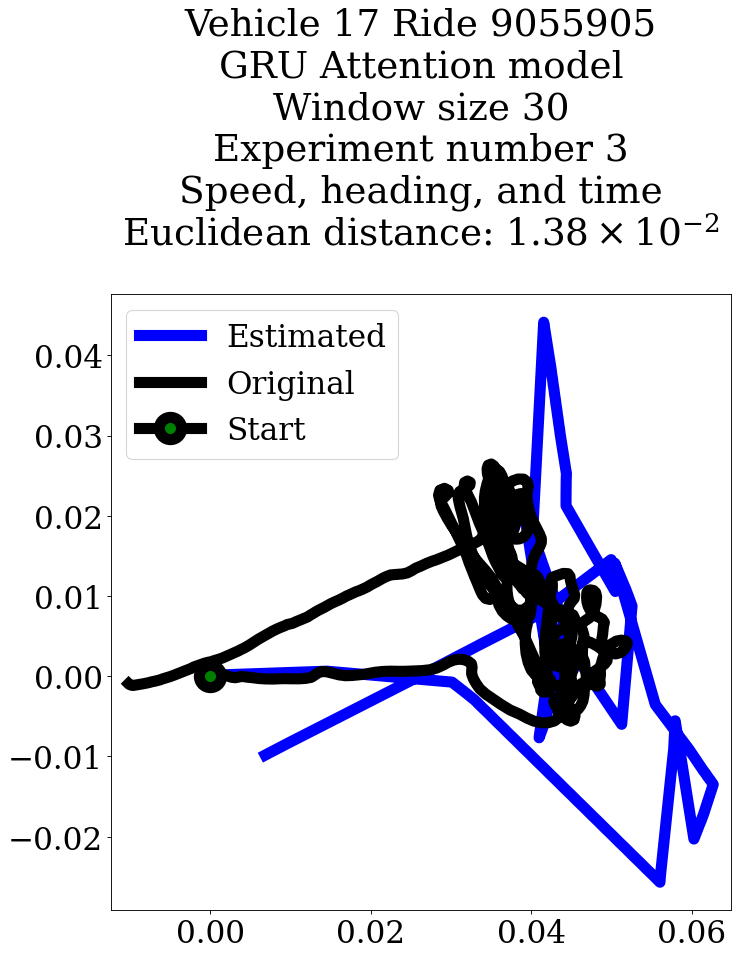 Vehicle 17 Ride 9055905
GRU Attention model
Window size 30
Experiment number 3
Speed, heading, and time
Euclidean distance: 1.38 × 10⁻²
Estimated
Original
Start
0.04
0.03
0.02
0.01
0.00
−0.01
−0.02
0.00 0.02 0.04 0.06